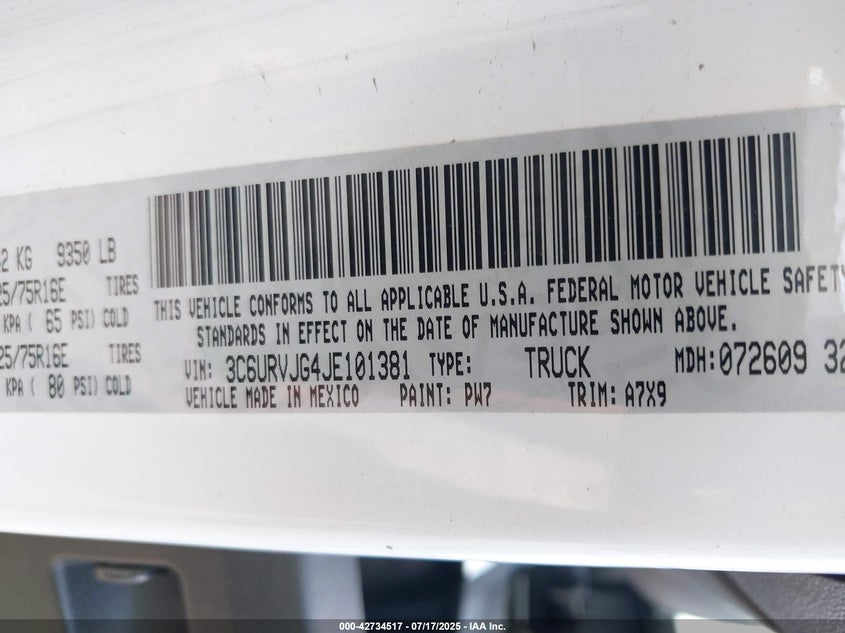 2 KG 9350 LB
25/75R16E TIRES
KPA ( 65 PSI) COLD
25/75R16E TIRES
KPA ( 80 PSI) COLD
THIS VEHICLE CONFORMS TO ALL APPLICABLE U.S.A. FEDERAL MOTOR VEHICLE SAFETY
STANDARDS IN EFFECT ON THE DATE OF MANUFACTURE SHOWN ABOVE.
VIN: 3C6URVJG4JE101381 TYPE: TRUCK MDH: 072609 32
VEHICLE MADE IN MEXICO PAINT: PW7 TRIM: A7X9
000-42734517 - 07/17/2025 - IAA Inc.